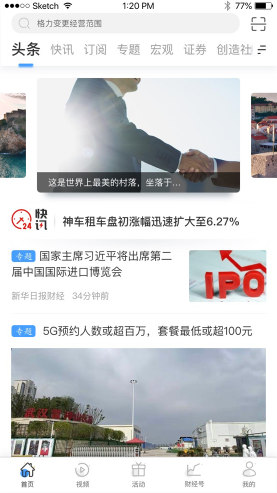 Sketch 1:20 PM 77%
格力变更经营范围
头条 快讯 订阅 专题 宏观 证券 创造社
这是世界上最美的村落，坐落于…
24 快讯 神车租车盘初涨幅迅速扩大至6.27%
专题 国家主席习近平将出席第二
届中国国际进口博览会
IPO
新华日报财经 34分钟前
专题 5G预约人数或超百万，套餐最低或超100元
首页 视频 活动 财经号 我的